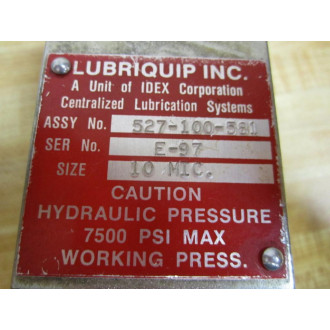 LUBRIQUIP INC.
A Unit of IDEX Corporation
Centralized Lubrication Systems
ASSY No. 527-100-381
SER No. E-97
SIZE 10 MIC.
CAUTION
HYDRAULIC PRESSURE
7500 PSI MAX
WORKING PRESS.